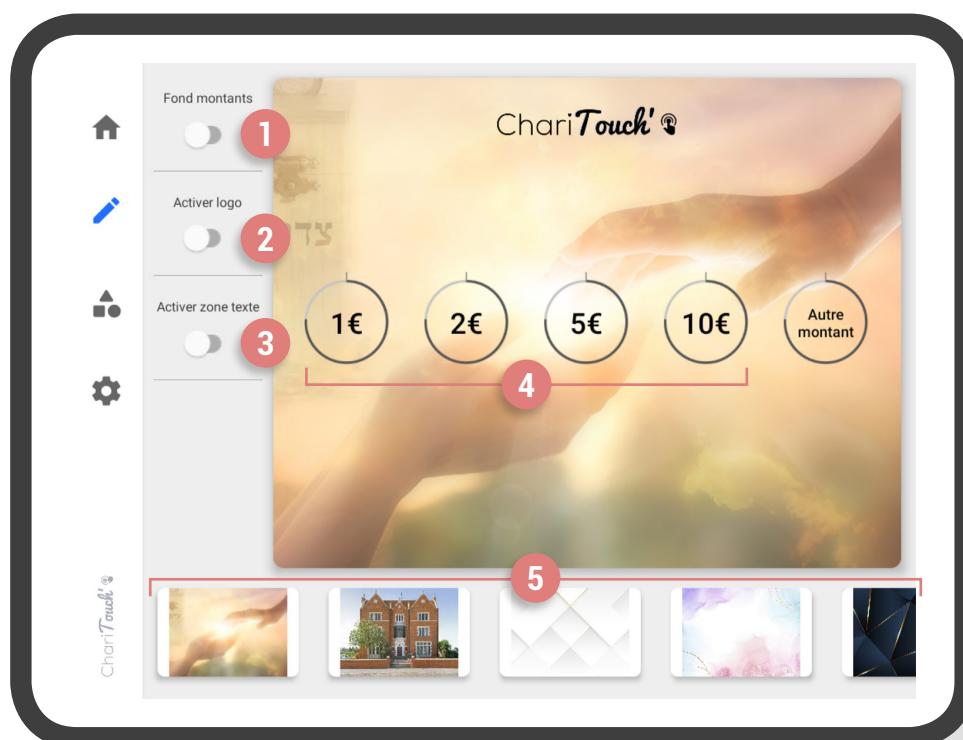 Fond montants
1
Activer logo
2
Activer zone texte
3
ChariTouch'
צד
1€
2€
5€
10€
Autre
montant
4
5
ChariTouch'